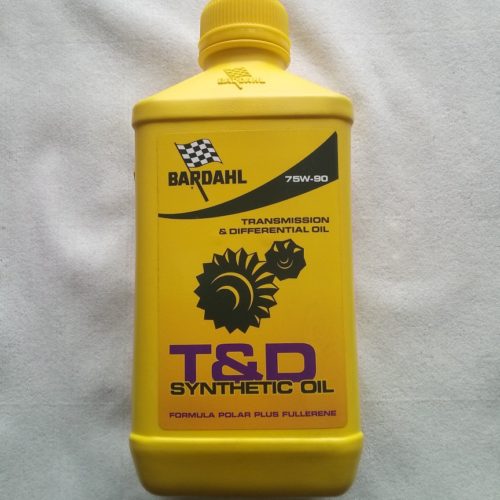 BARDAHL
BARDAHL
75W-90
TRANSMISSION
& DIFFERENTIAL OIL
T&D
SYNTHETIC OIL
FORMULA POLAR PLUS FULLERENE